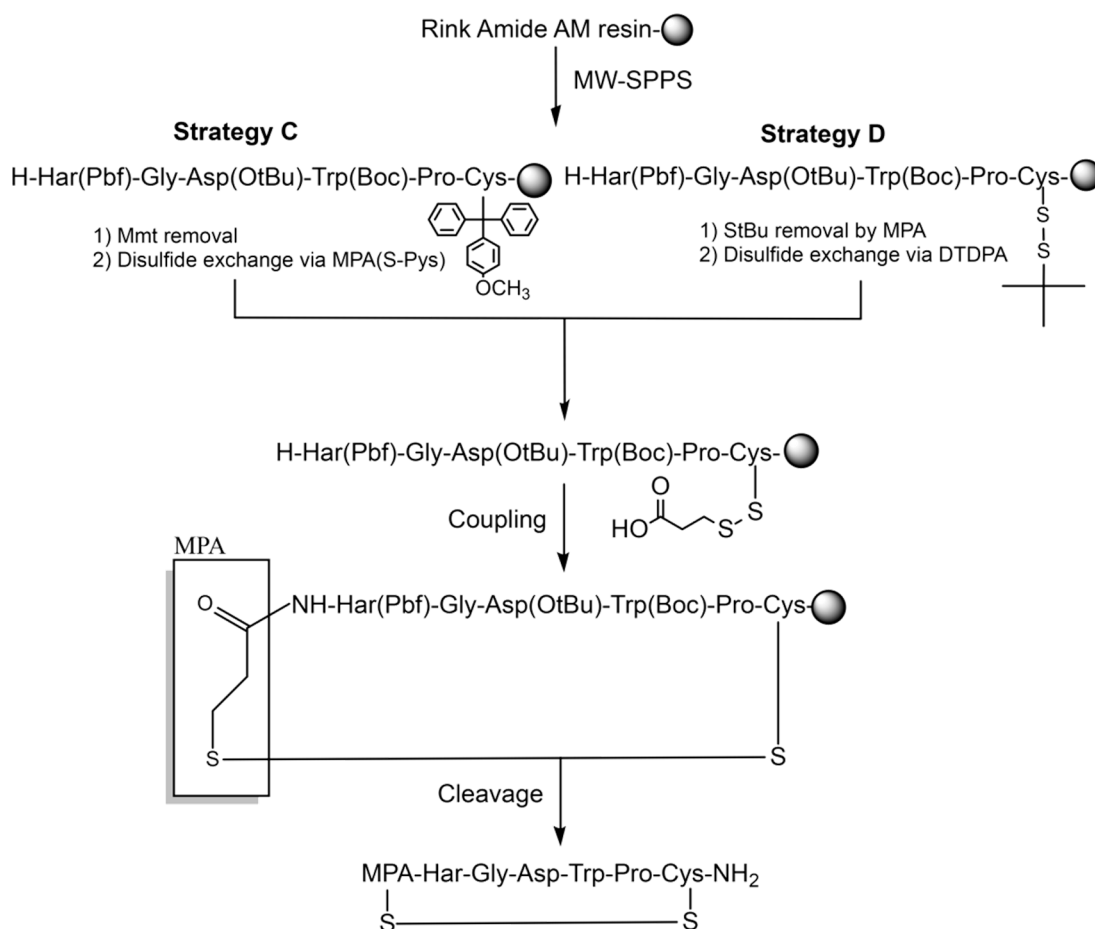 Rink Amide AM resin-
MW-SPPS
Strategy C
Strategy D
H-Har(Pbf)-Gly-Asp(OtBu)-Trp(Boc)-Pro-Cys-
H-Har(Pbf)-Gly-Asp(OtBu)-Trp(Boc)-Pro-Cys-
1) Mmt removal
2) Disulfide exchange via MPA(S-Pys)
OCH3
1) StBu removal by MPA
2) Disulfide exchange via DTDPA
S
S
H-Har(Pbf)-Gly-Asp(OtBu)-Trp(Boc)-Pro-Cys-
Coupling
O
HO
S
S
MPA
O
NH-Har(Pbf)-Gly-Asp(OtBu)-Trp(Boc)-Pro-Cys-
S
S
Cleavage
MPA-Har-Gly-Asp-Trp-Pro-Cys-NH2
S
S